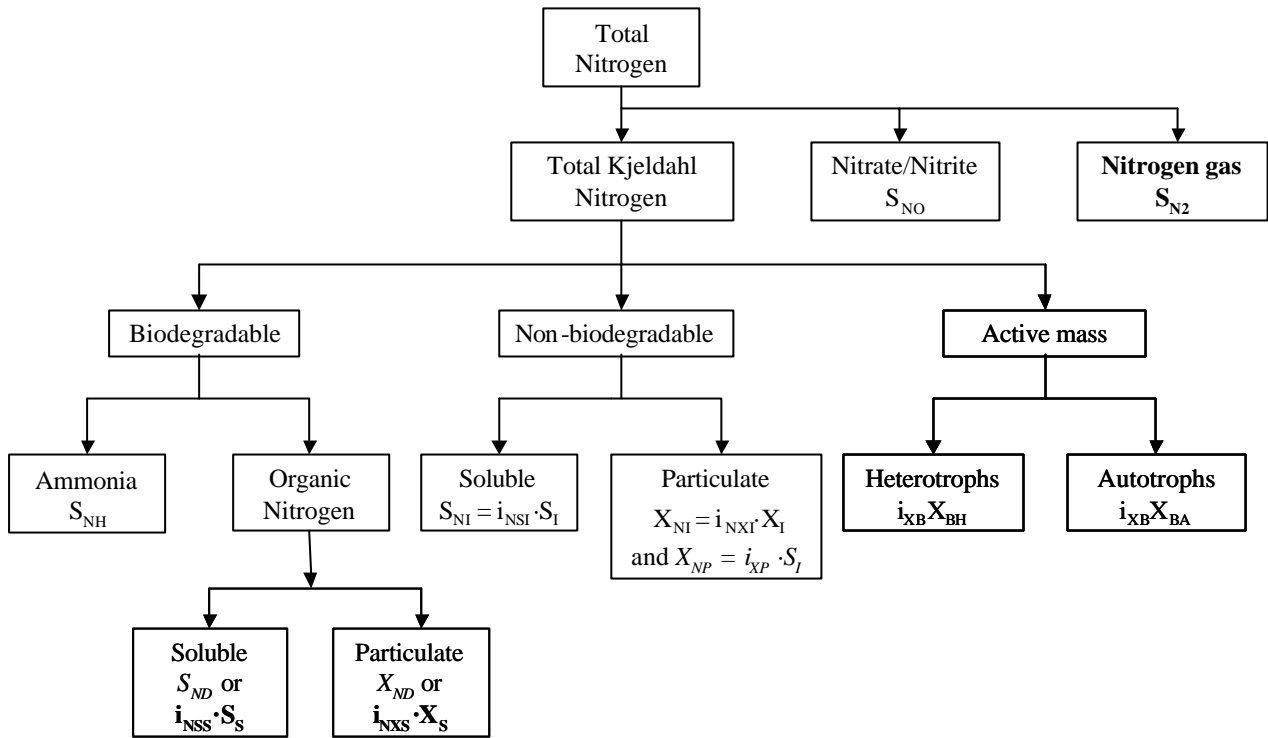 Total
Nitrogen
Total Kjeldahl
Nitrogen
Nitrate/Nitrite
S_NO
Nitrogen gas
S_N2
Biodegradable
Non-biodegradable
Active mass
Ammonia
S_NH
Organic
Nitrogen
Soluble
S_NI = i_NSI·S_I
Particulate
X_NI = i_NXI·X_I
and X_NP = i_XP·S_I
Heterotrophs
i_XB X_BH
Autotrophs
i_XB X_BA
Soluble
S_ND or
i_NSS·S_S
Particulate
X_ND or
i_NXS·X_S